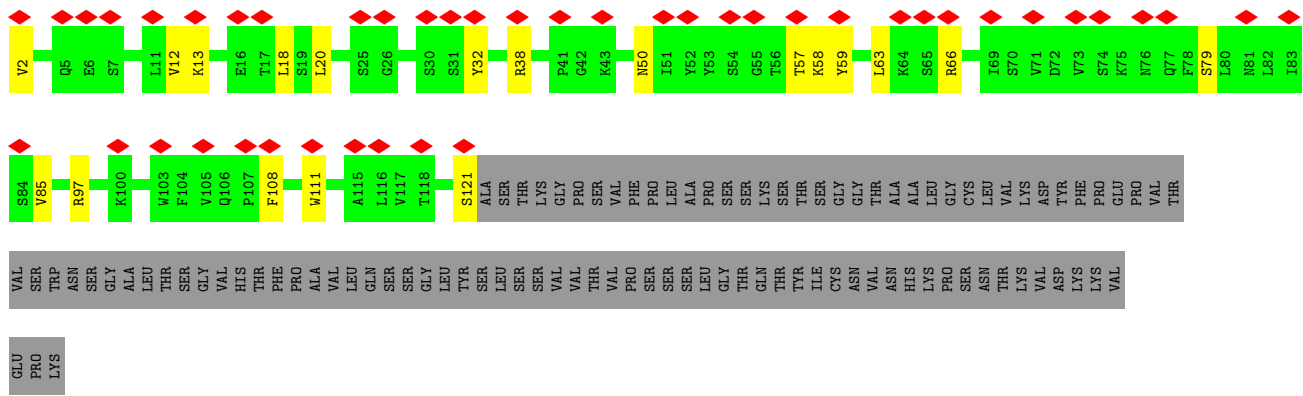 V2 Q5 E6 S7 L11 V12 K13 E16 T17 L18 S19 L20 S25 G26 S30 S31 Y32 R38 P41 G42 K43 N50 I51 Y52 Y53 S54 G55 T56 T57 K58 Y59 L63 K64 S65 R66 I69 S70 V71 D72 V73 S74 K75 N76 Q77 F78 S79 L80 N81 L82 I83
S84 V85 R97 K100 W103 F104 V105 Q106 P107 F108 W111 A115 L116 V117 T118 S121 ALA SER THR LYS GLY PRO SER VAL PHE PRO LEU ALA PRO SER SER LYS SER THR SER GLY GLY THR ALA ALA LEU GLY CYS LEU VAL LYS ASP TYR PHE PRO GLU PRO VAL THR
VAL SER TRP ASN SER GLY ALA LEU THR SER GLY VAL HIS THR PHE PRO ALA VAL LEU GLN SER SER GLY LEU TYR SER LEU SER SER VAL VAL THR VAL PRO SER SER SER LEU GLY THR GLN THR TYR ILE CYS ASN VAL ASN HIS LYS PRO SER ASN THR LYS VAL ASP LYS LYS VAL
GLU PRO LYS